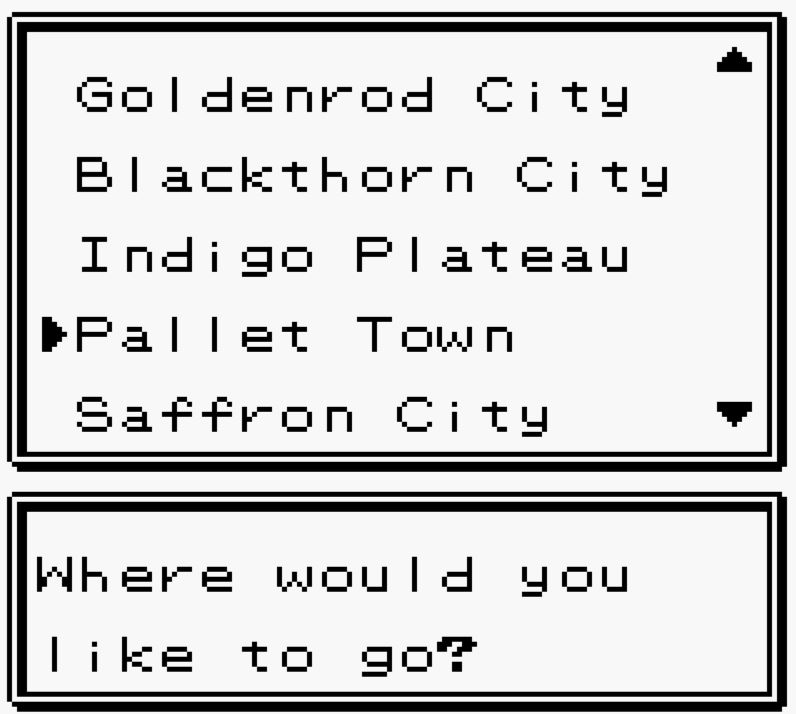 Goldenrod City
Blackthorn City
Indigo Plateau
Pallet Town
Saffron City
Where would you
like to go?